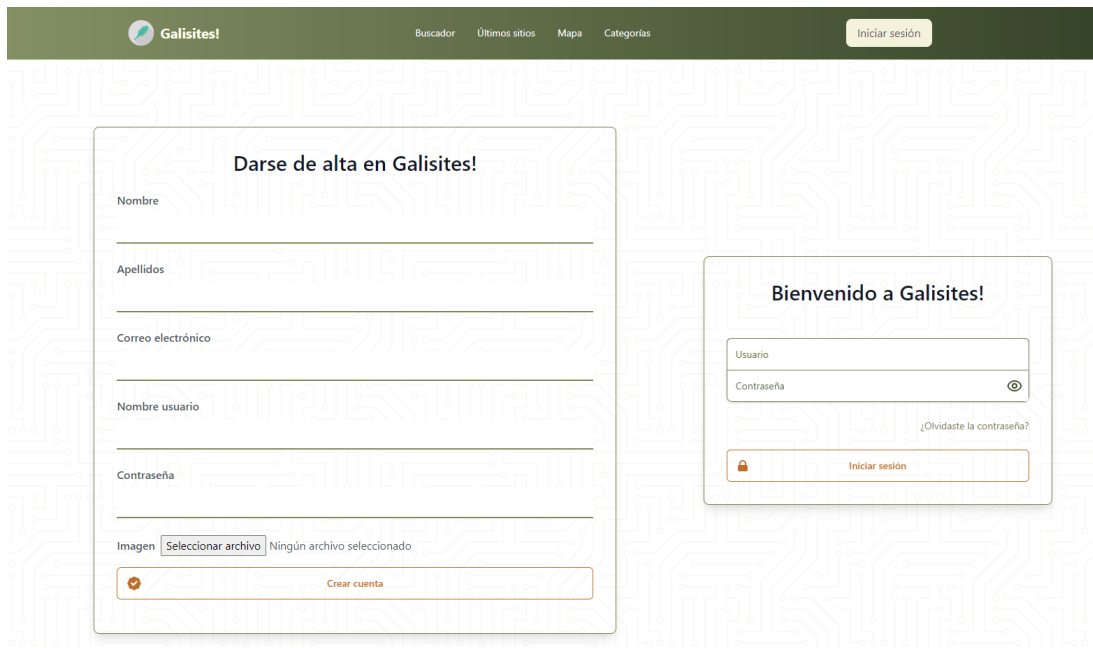 Galisites!
Buscador Últimos sitios Mapa Categorías
Iniciar sesión
Darse de alta en Galisites!
Nombre
Apellidos
Correo electrónico
Nombre usuario
Contraseña
Imagen Seleccionar archivo Ningún archivo seleccionado
Crear cuenta
Bienvenido a Galisites!
Usuario
Contraseña
¿Olvidaste la contraseña?
Iniciar sesión